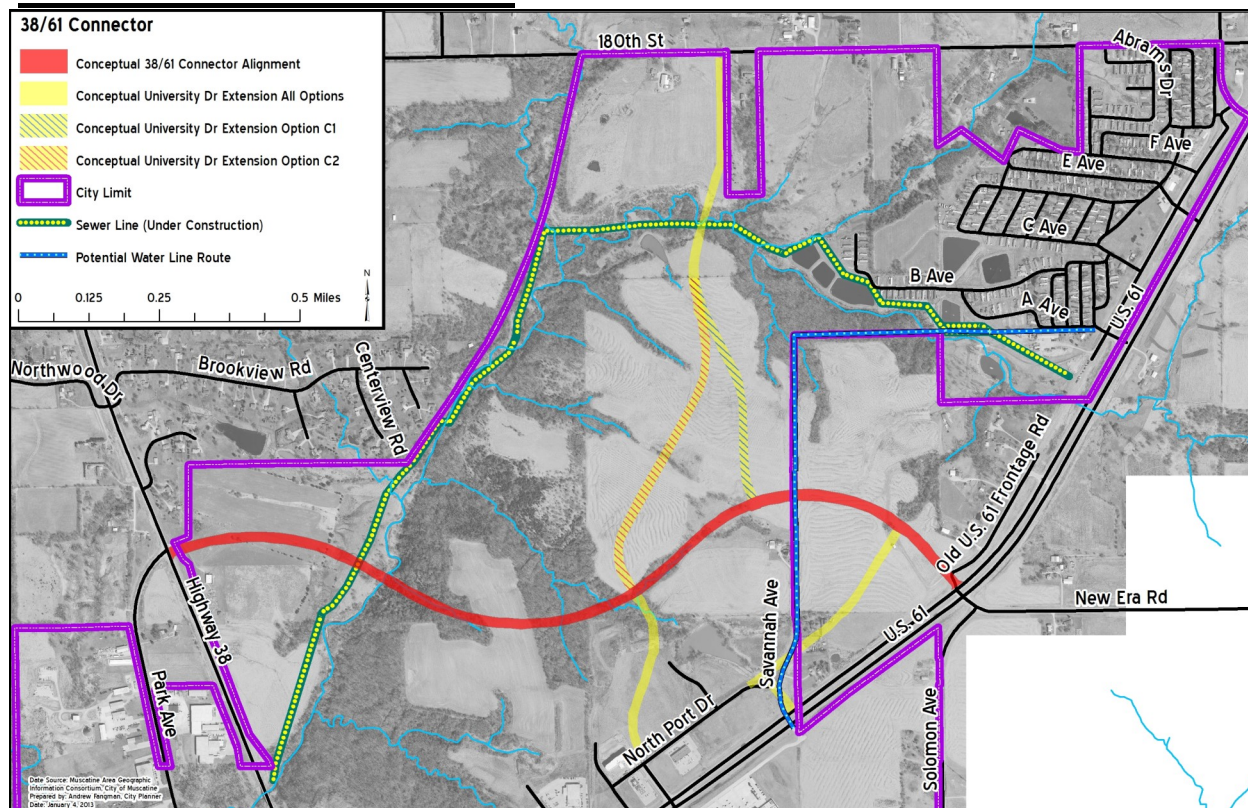 38/61 Connector
Conceptual 38/61 Connector Alignment
Conceptual University Dr Extension All Options
Conceptual University Dr Extension Option C1
Conceptual University Dr Extension Option C2
City Limit
Sewer Line (Under Construction)
Potential Water Line Route
N
0 0.125 0.25 0.5 Miles
180th St
Abrams Dr
F Ave
E Ave
C Ave
B Ave
A Ave
U.S. 61
Northwood Dr
Brookview Rd
Centerview Rd
Old U.S. 61 Frontage Rd
New Era Rd
U.S. 61
Highway 38
Park Ave
Savannah Ave
North Port Dr
Solomon Ave
Date Source: Muscatine Area Geographic
Information Consortium, City of Muscatine
Prepared by: Andrew Fangman, City Planner
Date: January 4, 2013